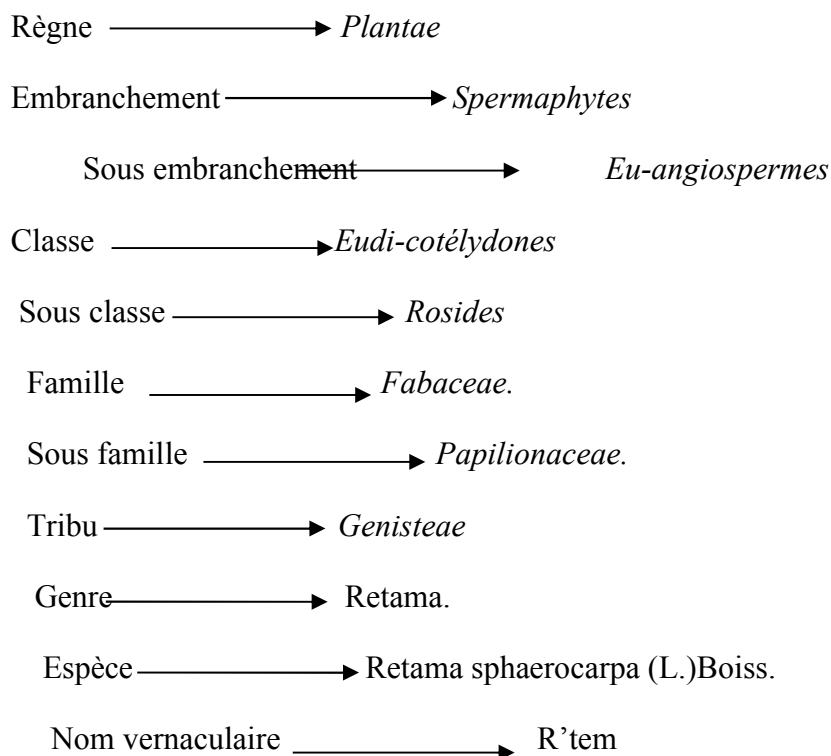 Règne Plantae
Embranchement Spermaphytes
Sous embranchement Eu-angiospermes
Classe Eudi-cotélydones
Sous classe Rosides
Famille Fabaceae.
Sous famille Papilionaceae.
Tribu Genisteae
Genre Retama.
Espèce Retama sphaerocarpa (L.)Boiss.
Nom vernaculaire R’tem